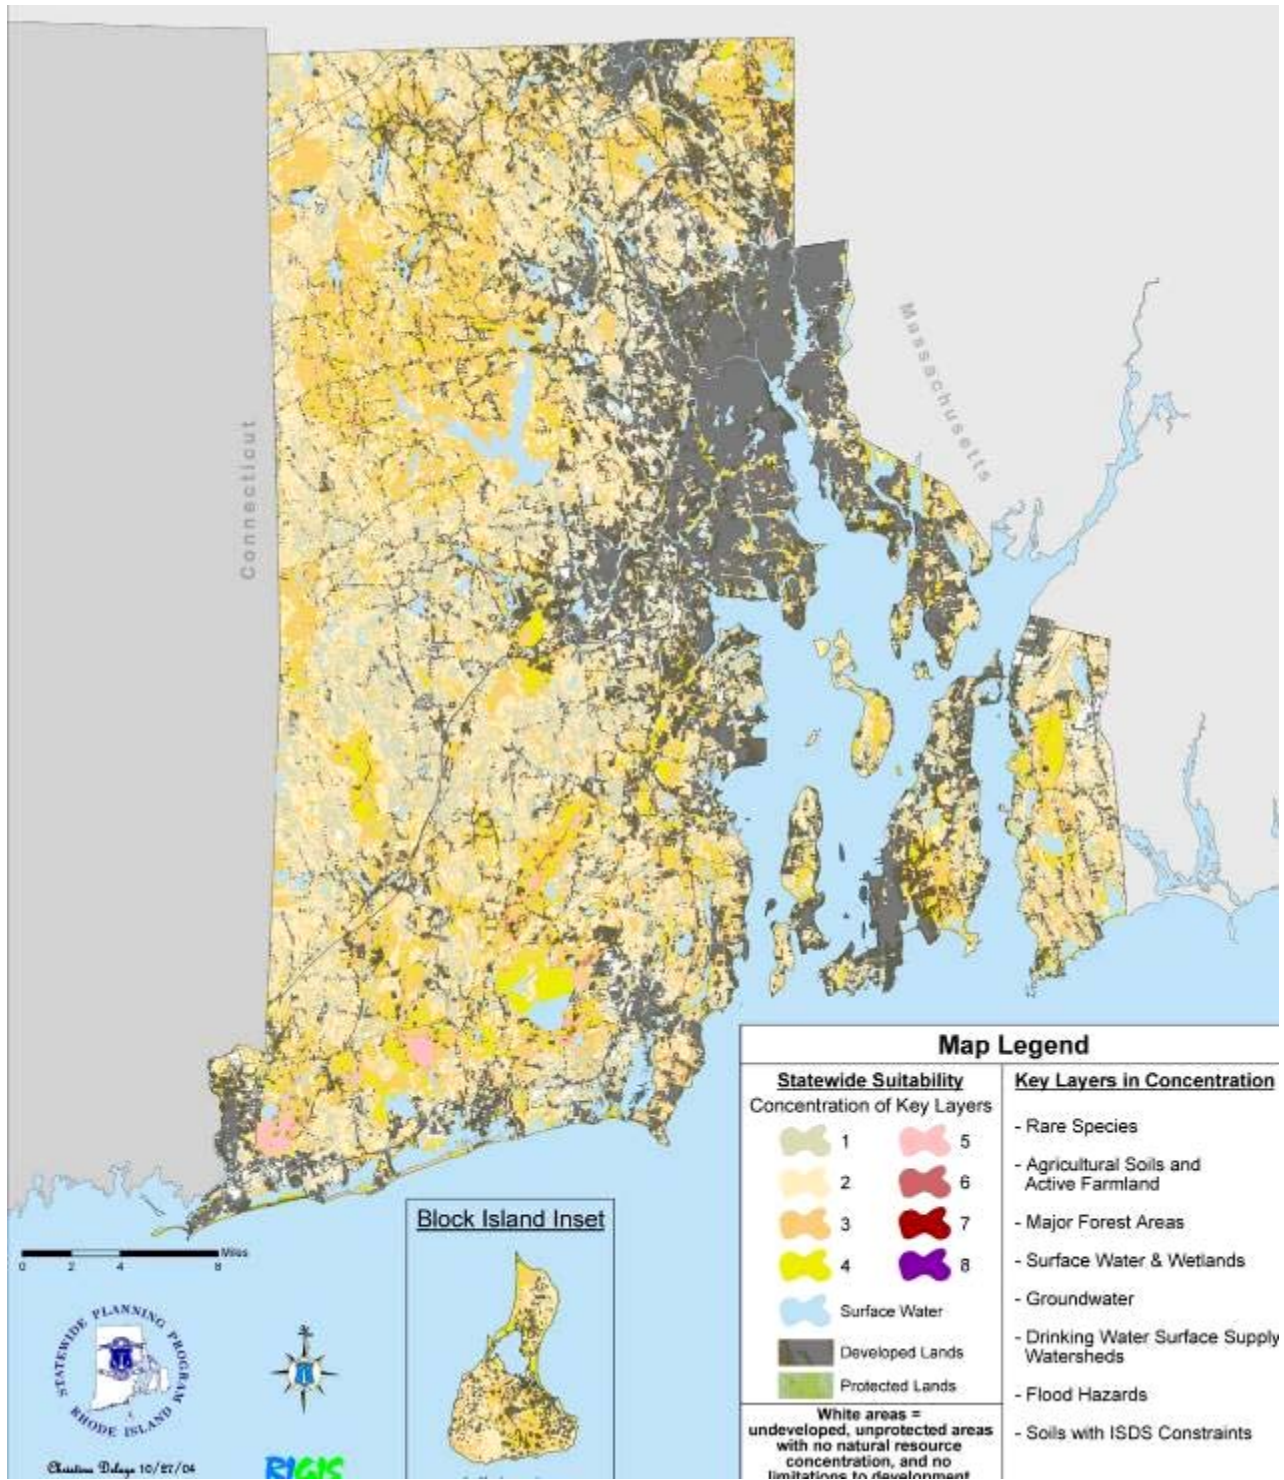 Connecticut
Massachusetts
Map Legend
Statewide Suitability
Concentration of Key Layers
1
2
3
4
5
6
7
8
Surface Water
Developed Lands
Protected Lands
White areas =
undeveloped, unprotected areas
with no natural resource
concentration, and no
limitations to development
Key Layers in Concentration
- Rare Species
- Agricultural Soils and
Active Farmland
- Major Forest Areas
- Surface Water & Wetlands
- Groundwater
- Drinking Water Surface Supply
Watersheds
- Flood Hazards
- Soils with ISDS Constraints
Block Island Inset
Miles
0 2 4 8
STATEWIDE PLANNING PROGRAM
RHODE ISLAND
10/27/04
RIGIS